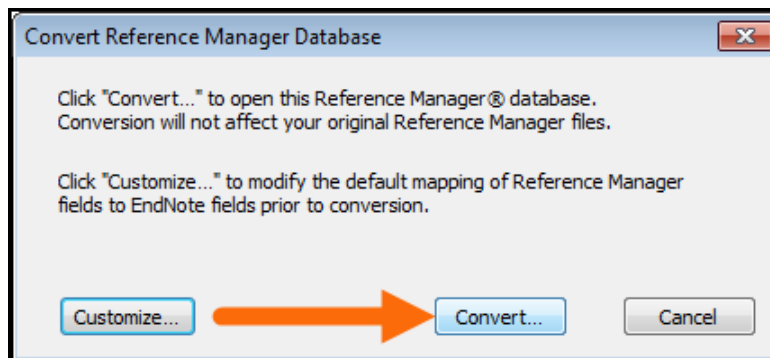 Convert Reference Manager Database
Click "Convert..." to open this Reference Manager® database.
Conversion will not affect your original Reference Manager files.
Click "Customize..." to modify the default mapping of Reference Manager
fields to EndNote fields prior to conversion.
Customize... Convert... Cancel